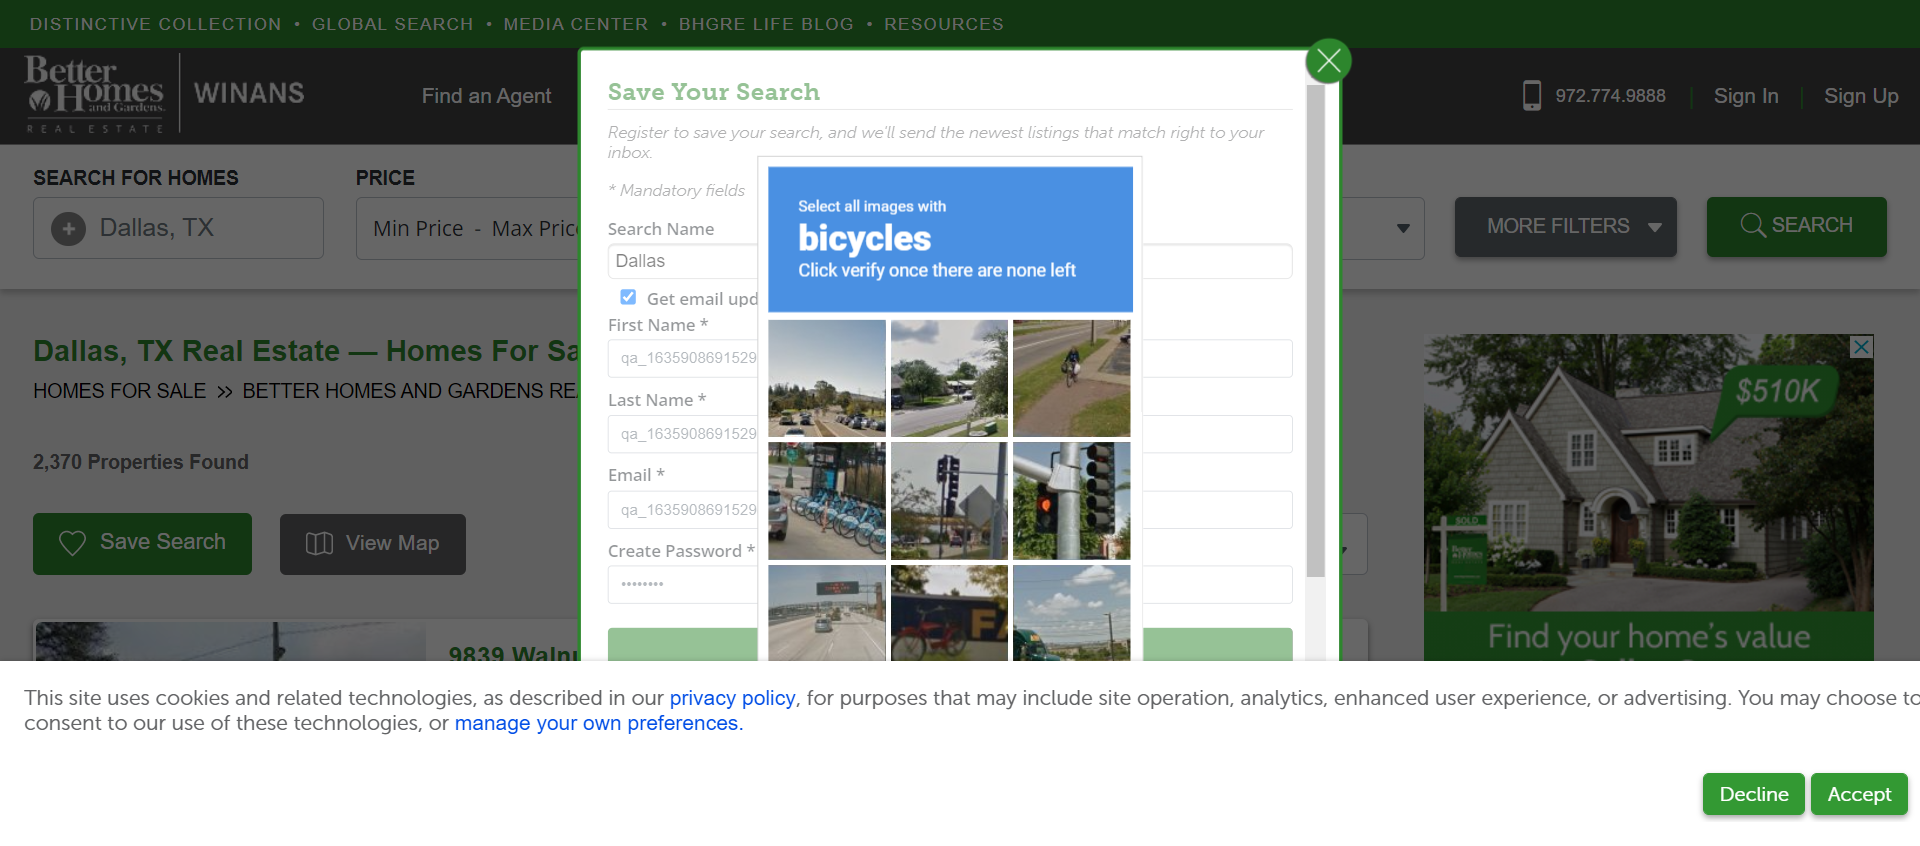 DISTINCTIVE COLLECTION • GLOBAL SEARCH • MEDIA CENTER • BHGRE LIFE BLOG • RESOURCES
Better
Homes
and Gardens
REAL ESTATE
WINANS
Find an Agent
972.774.9888
Sign In
Sign Up
SEARCH FOR HOMES
PRICE
Dallas, TX
Min Price - Max Pric
MORE FILTERS
SEARCH
Save Your Search
Register to save your search, and we'll send the newest listings that match right to your
inbox.
* Mandatory fields
Search Name
Dallas
Get email upd
First Name *
qa_1635908691529
Last Name *
qa_1635908691529
Email *
qa_1635908691529
Create Password *
Select all images with
bicycles
Click verify once there are none left
FA
Dallas, TX Real Estate — Homes For Sa
HOMES FOR SALE >> BETTER HOMES AND GARDENS RE
2,370 Properties Found
Save Search
View Map
9839 Waln
$510K
SOLD
Better
Homes
Find your home's value
This site uses cookies and related technologies, as described in our privacy policy, for purposes that may include site operation, analytics, enhanced user experience, or advertising. You may choose to
consent to our use of these technologies, or manage your own preferences.
Decline
Accept